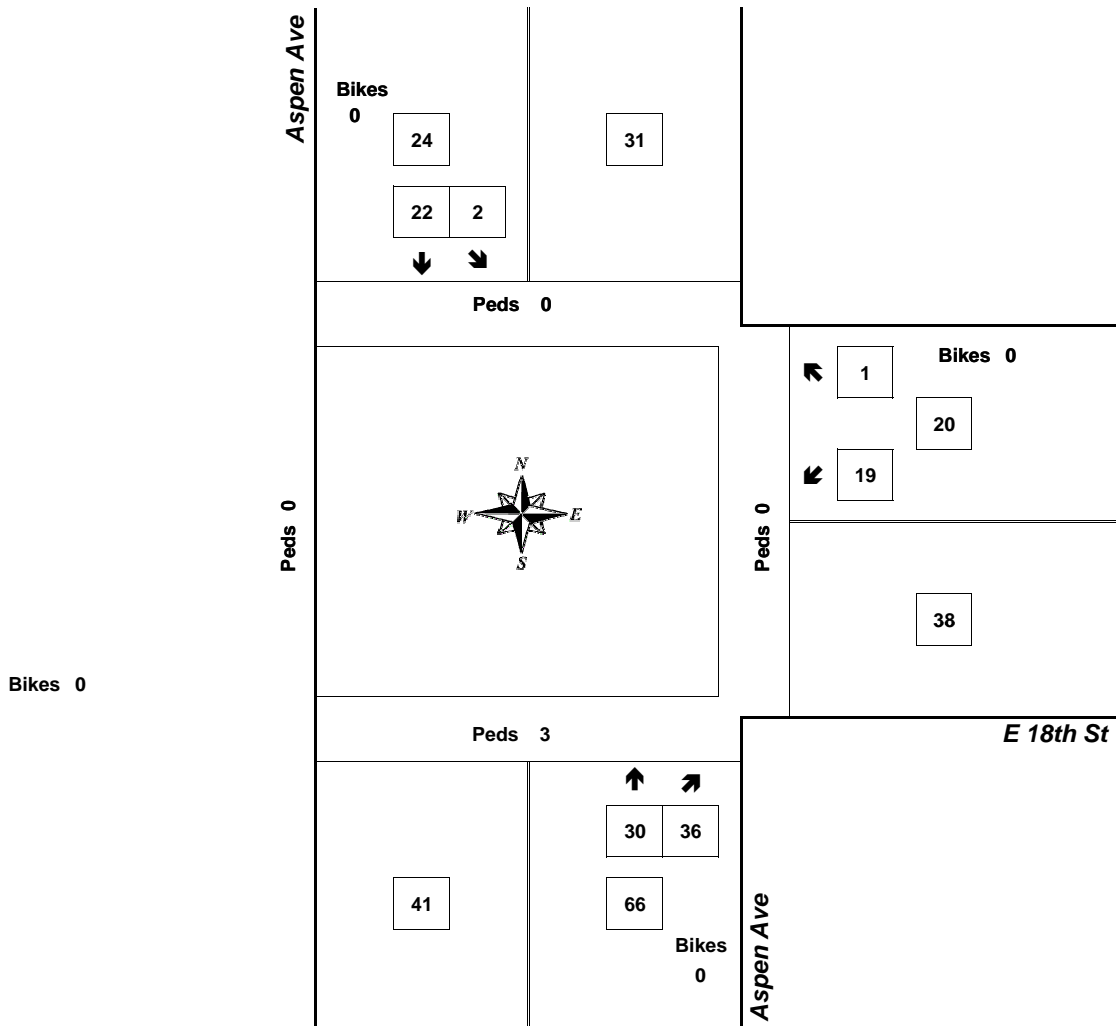 Aspen Ave
Bikes
0
24
31
22 2
Peds 0
1
Bikes 0
20
19
N
W E
S
Peds 0
Peds 0
38
Bikes 0
Peds 3
E 18th St
30 36
41
66
Bikes
0
Aspen Ave